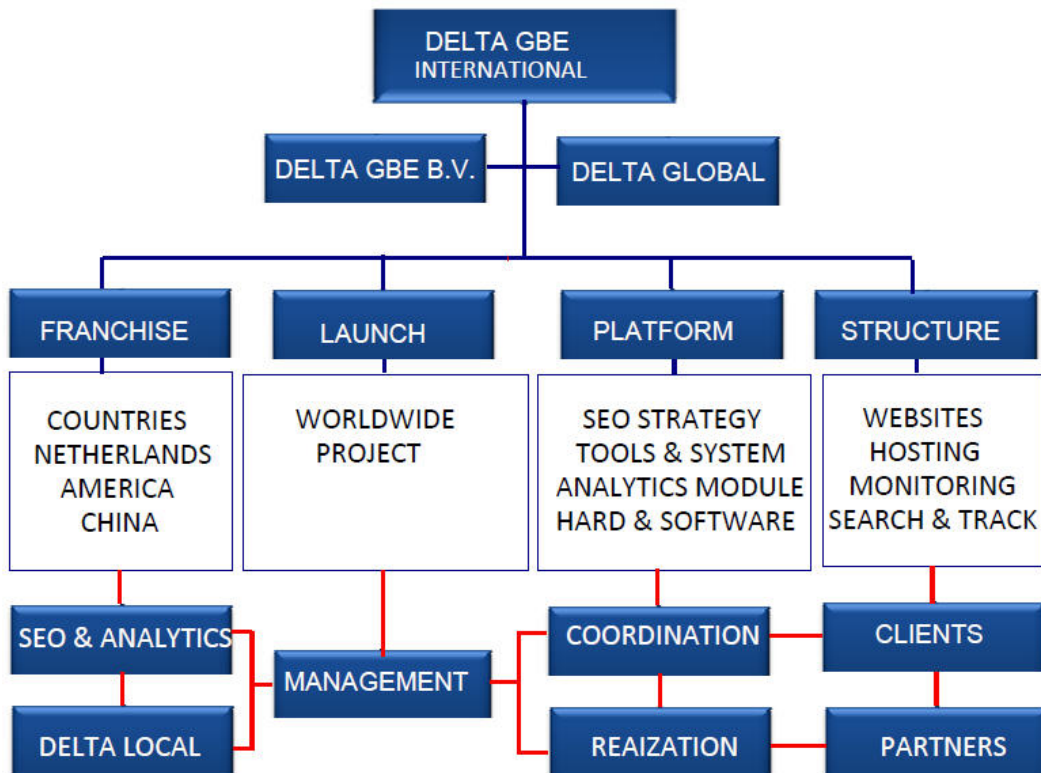 DELTA GBE
INTERNATIONAL
DELTA GBE B.V.
DELTA GLOBAL
FRANCHISE
LAUNCH
PLATFORM
STRUCTURE
COUNTRIES
NETHERLANDS
AMERICA
CHINA
WORLDWIDE
PROJECT
SEO STRATEGY
TOOLS & SYSTEM
ANALYTICS MODULE
HARD & SOFTWARE
WEBSITES
HOSTING
MONITORING
SEARCH & TRACK
SEO & ANALYTICS
MANAGEMENT
COORDINATION
CLIENTS
DELTA LOCAL
REAIZATION
PARTNERS